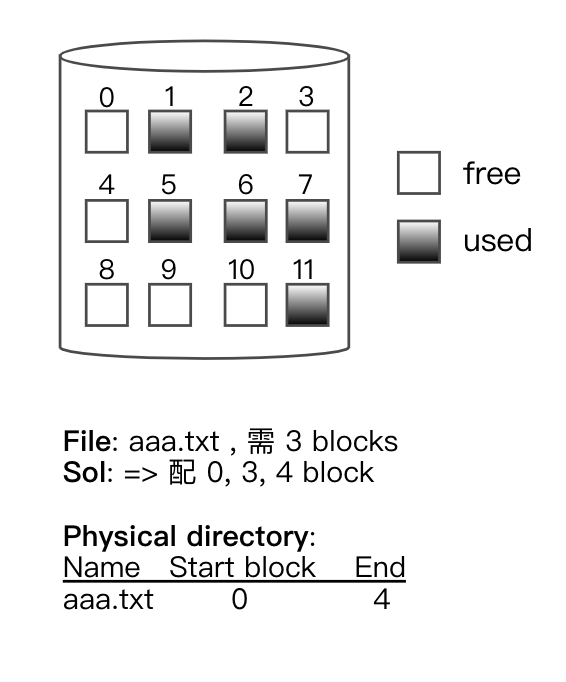 0 1 2 3
free
4 5 6 7
used
8 9 10 11
File: aaa.txt , 需 3 blocks
Sol: => 配 0, 3, 4 block
Physical directory:
Name Start block End
aaa.txt 0 4